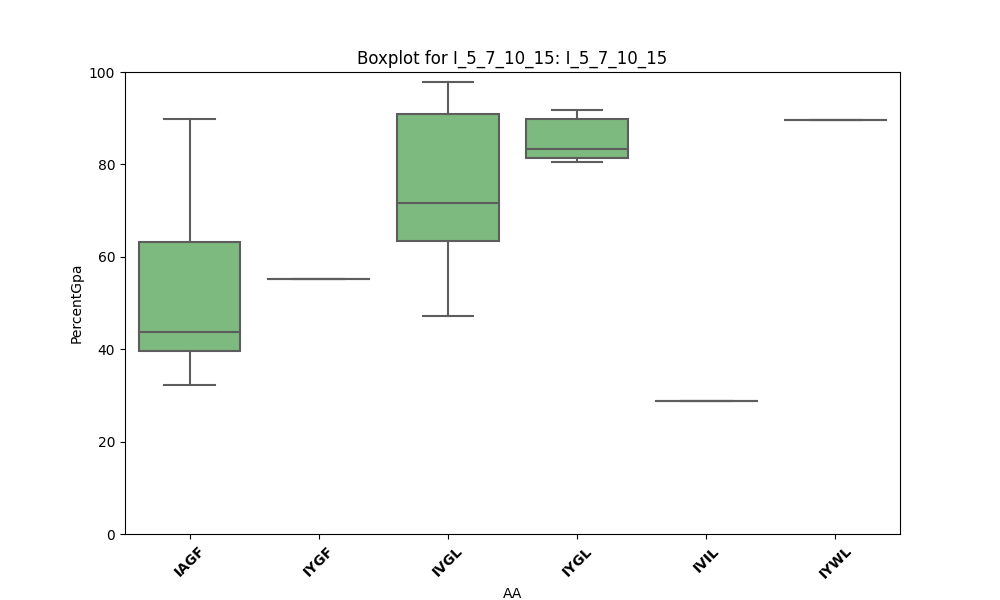 Boxplot for I_5_7_10_15: I_5_7_10_15
100
80
60
40
20
0
PercentGpa
IAGF
IYGF
IVGL
IYGL
IVIL
IYWL
AA